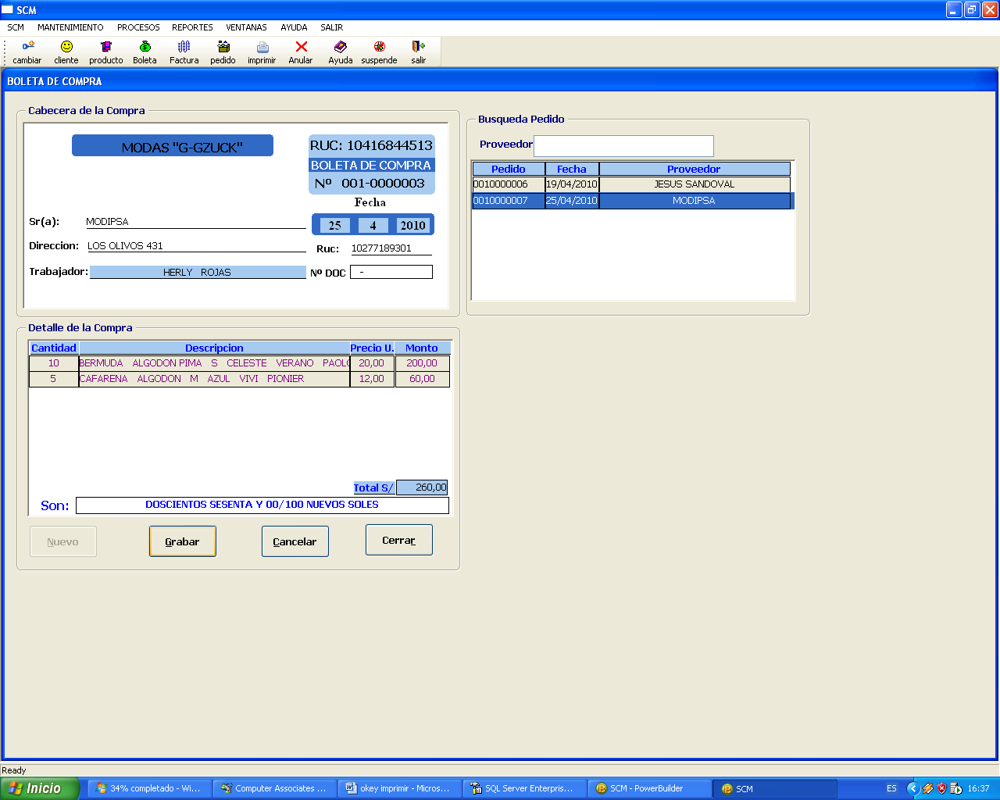 SCM
SCM MANTENIMIENTO PROCESOS REPORTES VENTANAS AYUDA SALIR
cambiar cliente producto Boleta Factura pedido imprimir Anular Ayuda suspende salir
BOLETA DE COMPRA
Cabecera de la Compra
MODAS "G-GZUCK"
RUC: 10416844513
BOLETA DE COMPRA
Nº 001-0000003
Fecha
Sr(a): MODIPSA
25 4 2010
Direccion: LOS OLIVOS 431
Ruc: 10277189301
Trabajador: HERLY ROJAS
Nº DOC -
Busqueda Pedido
Proveedor
Pedido Fecha Proveedor
0010000006 19/04/2010 JESUS SANDOVAL
0010000007 25/04/2010 MODIPSA
Detalle de la Compra
Cantidad Descripcion Precio U. Monto
10 BERMUDA ALGODON PIMA S CELESTE VERANO PAOLO 20,00 200,00
5 CAFARENA ALGODON M AZUL VIVI PIONIER 12,00 60,00
Total S/ 260,00
Son: DOSCIENTOS SESENTA Y 00/100 NUEVOS SOLES
Nuevo Grabar Cancelar Cerrar
Ready
Inicio 34% completado - Wi... Computer Associates ... okey imprimir - Micros... SQL Server Enterpris... SCM - PowerBuilder SCM ES 16:37